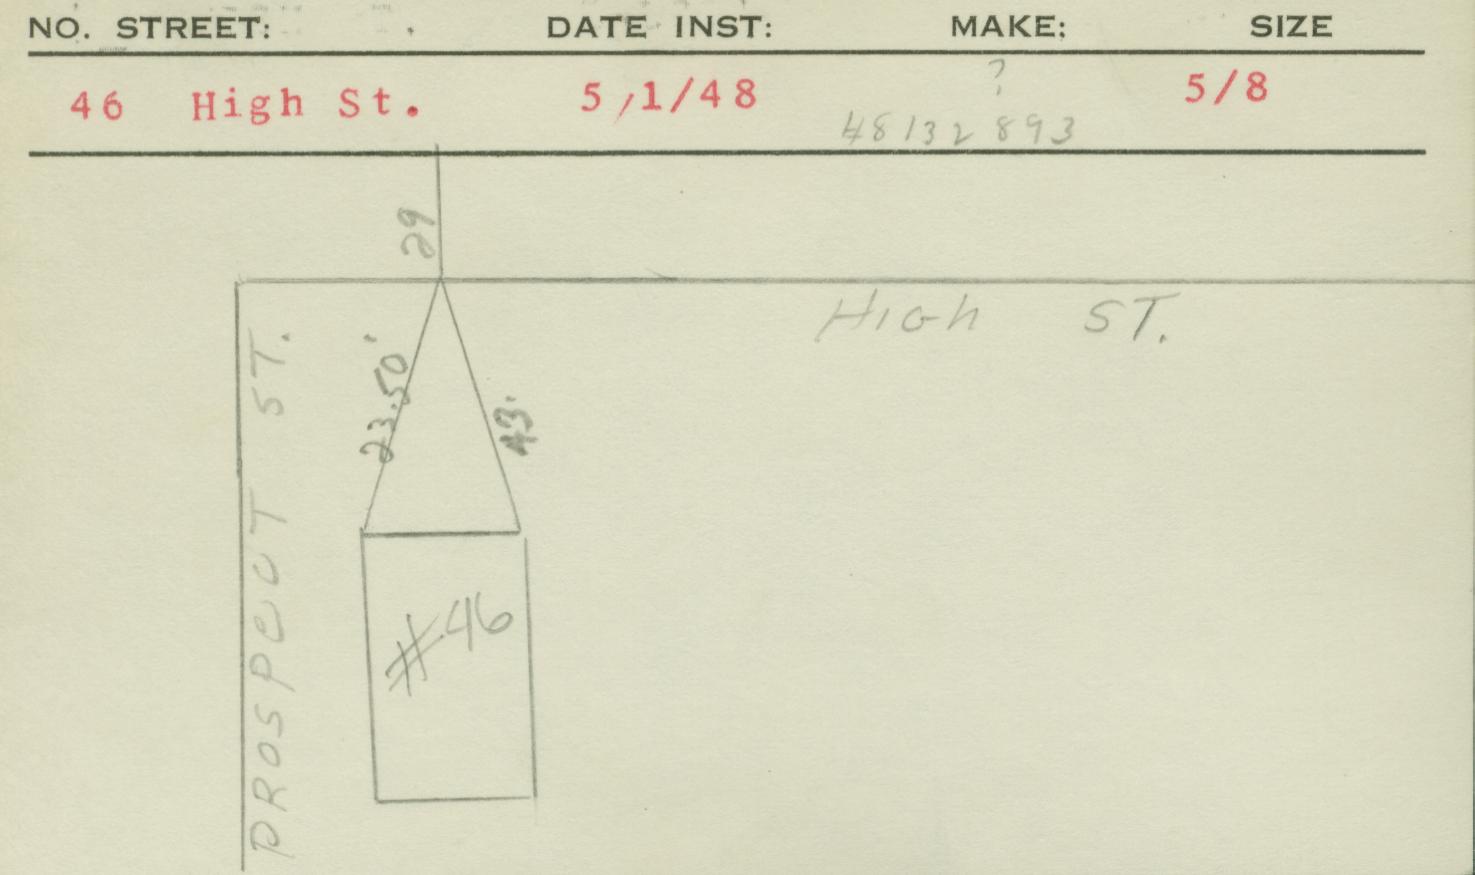 NO. STREET: DATE INST: MAKE: SIZE
46 High St. 5/1/48 ? 5/8
48132893
29
HIGH ST.
23.50'
43'
PROSPECT ST.
#46